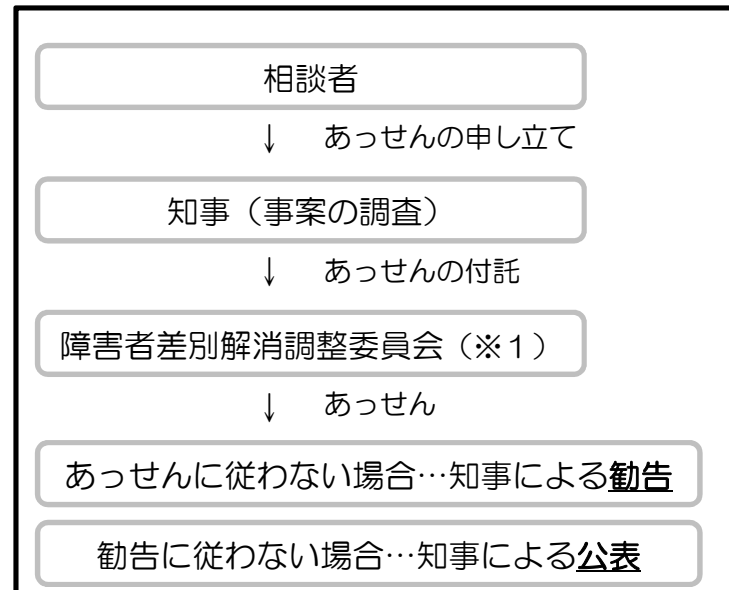 相談者
↓ あっせんの申し立て
知事（事案の調査）
↓ あっせんの付託
障害者差別解消調整委員会（※１）
↓ あっせん
あっせんに従わない場合…知事による勧告
勧告に従わない場合…知事による公表